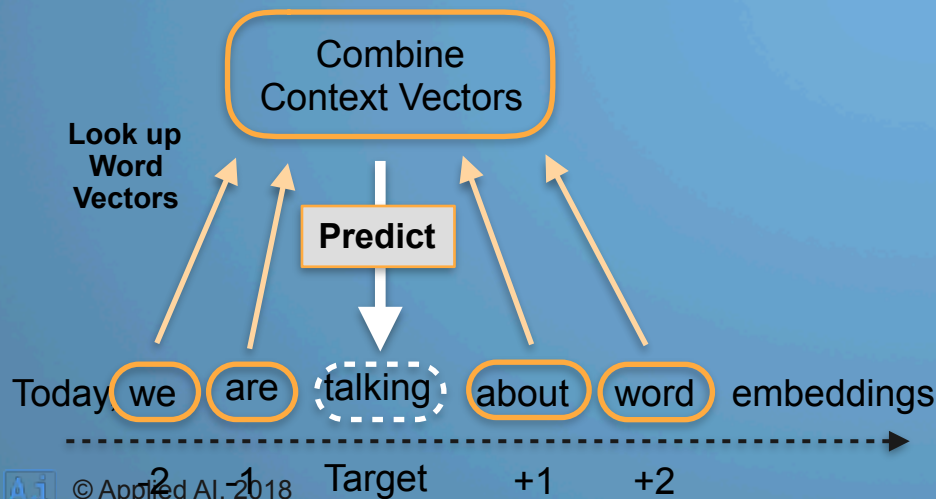 Combine
Context Vectors
Look up
Word
Vectors
Predict
Today, we are talking about word embeddings
-2 -1 Target +1 +2
Ai © Applied AI, 2018